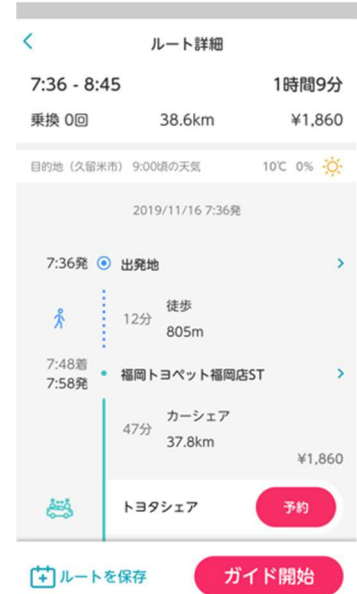 ルート詳細
7:36 - 8:45 1時間9分
乗換 0回 38.6km ¥1,860
目的地（久留米市） 9:00頃の天気 10℃ 0%
2019/11/16 7:36発
7:36発 出発地
12分 徒歩
805m
7:48着
7:58発 福岡トヨペット福岡店ST
47分 カーシェア
37.8km
¥1,860
トヨタシェア 予約
ルートを保存 ガイド開始